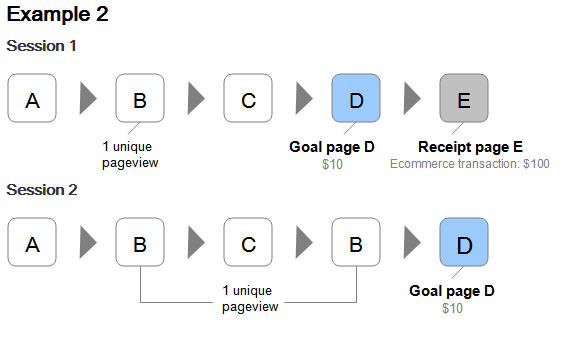 Example 2
Session 1
A
B
C
D
E
1 unique
pageview
Goal page D
$10
Receipt page E
Ecommerce transaction: $100
Session 2
A
B
C
B
D
1 unique
pageview
Goal page D
$10